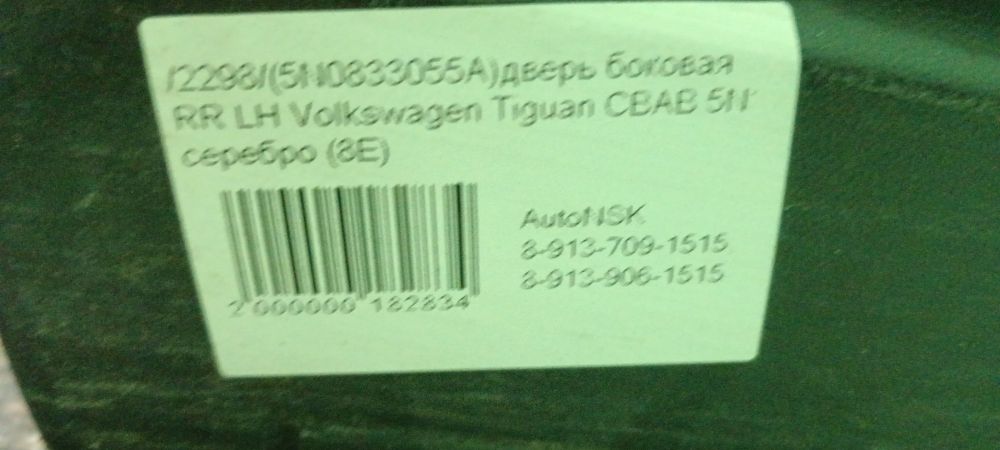 /2298/(5N0833055A)дверь боковая
RR LH Volkswagen Tiguan CBAB 5N
серебро (8E)
AutoNSK
8-913-709-1515
8-913-906-1515
2 000000 182834